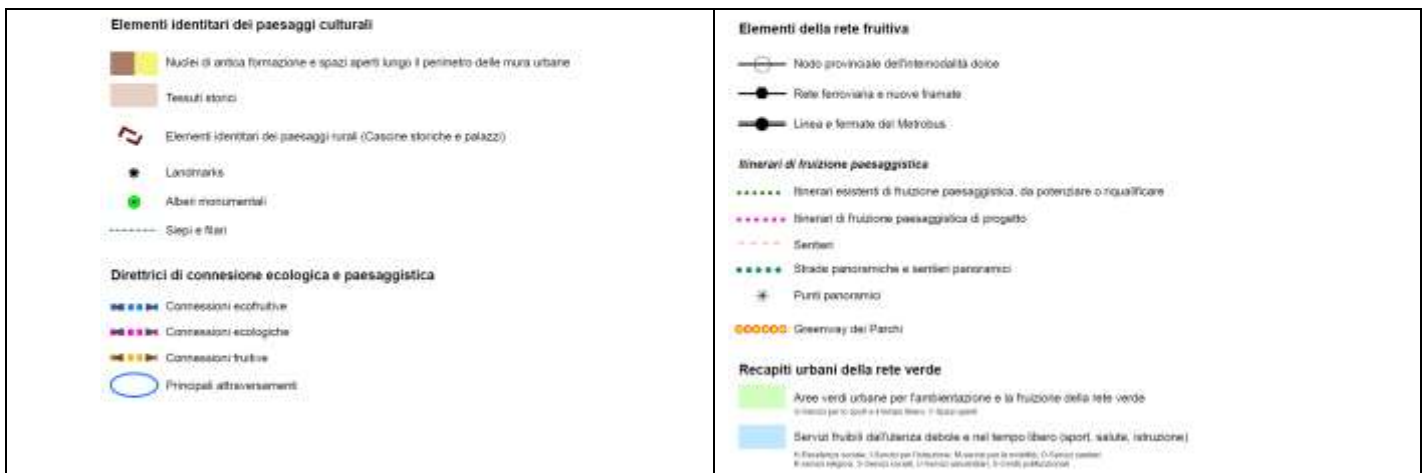 Elementi identitari dei paesaggi culturali
Nuclei di antica formazione e spazi aperti lungo il perimetro delle mura urbane
Tessuti storici
Elementi identitari dei paesaggi rurali (Cascine storiche e palazzi)
Landmarks
Alberi monumentali
Siepi e filari
Direttrici di connesione ecologica e paesaggistica
Connessioni ecofruitive
Connessioni ecologiche
Connessioni fruitive
Principali attraversamenti
Elementi della rete fruitiva
Nodo provinciale dell'intermodalità dolce
Rete ferroviaria e nuove framate
Linea e fermate del Metrobus
Itinerari di fruizione paesaggistica
Itinerari esistenti di fruizione paesaggistica, da potenziare o riqualificare
Itinerari di fruizione paesaggistica di progetto
Sentieri
Strade panoramiche e sentieri panoramici
Punti panoramici
Greenway dei Parchi
Recapiti urbani della rete verde
Aree verdi urbane per l'ambientazione e la fruizione della rete verde
Servizi fruibili dall'utenza debole e nel tempo libero (sport, salute, istruzione)